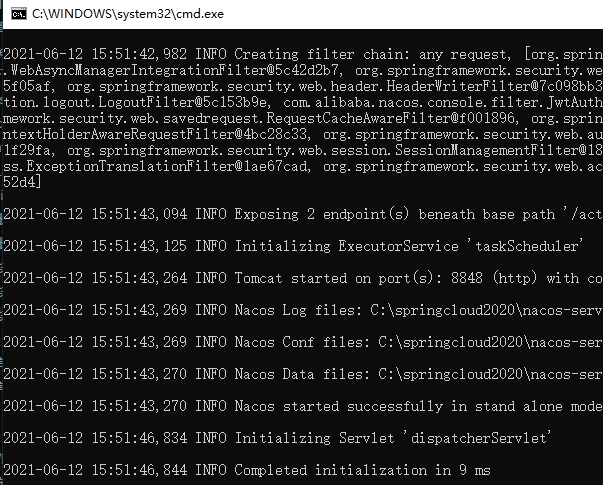 C:\WINDOWS\system32\cmd.exe
2021-06-12 15:51:42,982 INFO Creating filter chain: any request, [org.sprin
.WebAsyncManagerIntegrationFilter@5c42d2b7, org.springframework.security.we
5f05af, org.springframework.security.web.header.HeaderWriterFilter@7c098bb3
tion.logout.LogoutFilter@5c153b9e, com.alibaba.nacos.console.filter.JwtAuth
mework.security.web.savedrequest.RequestCacheAwareFilter@f001896, org.sprin
ntextHolderAwareRequestFilter@4bc28c33, org.springframework.security.web.au
1f29fa, org.springframework.security.web.session.SessionManagementFilter@18
ss.ExceptionTranslationFilter@1ae67cad, org.springframework.security.web.ac
52d4]
2021-06-12 15:51:43,094 INFO Exposing 2 endpoint(s) beneath base path '/act
2021-06-12 15:51:43,125 INFO Initializing ExecutorService 'taskScheduler'
2021-06-12 15:51:43,264 INFO Tomcat started on port(s): 8848 (http) with co
2021-06-12 15:51:43,269 INFO Nacos Log files: C:\springcloud2020\nacos-serv
2021-06-12 15:51:43,269 INFO Nacos Conf files: C:\springcloud2020\nacos-ser
2021-06-12 15:51:43,270 INFO Nacos Data files: C:\springcloud2020\nacos-ser
2021-06-12 15:51:43,270 INFO Nacos started successfully in stand alone mode
2021-06-12 15:51:46,834 INFO Initializing Servlet 'dispatcherServlet'
2021-06-12 15:51:46,844 INFO Completed initialization in 9 ms